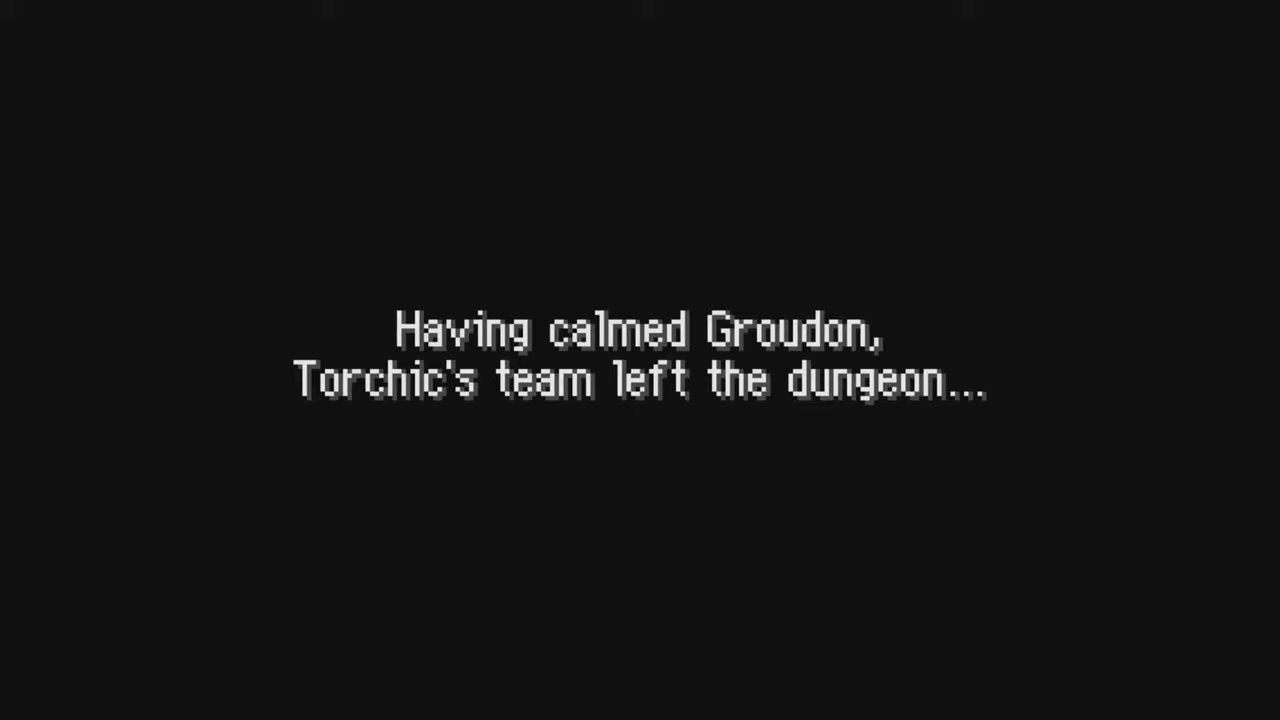 Having calmed Groudon,
Torchic's team left the dungeon...